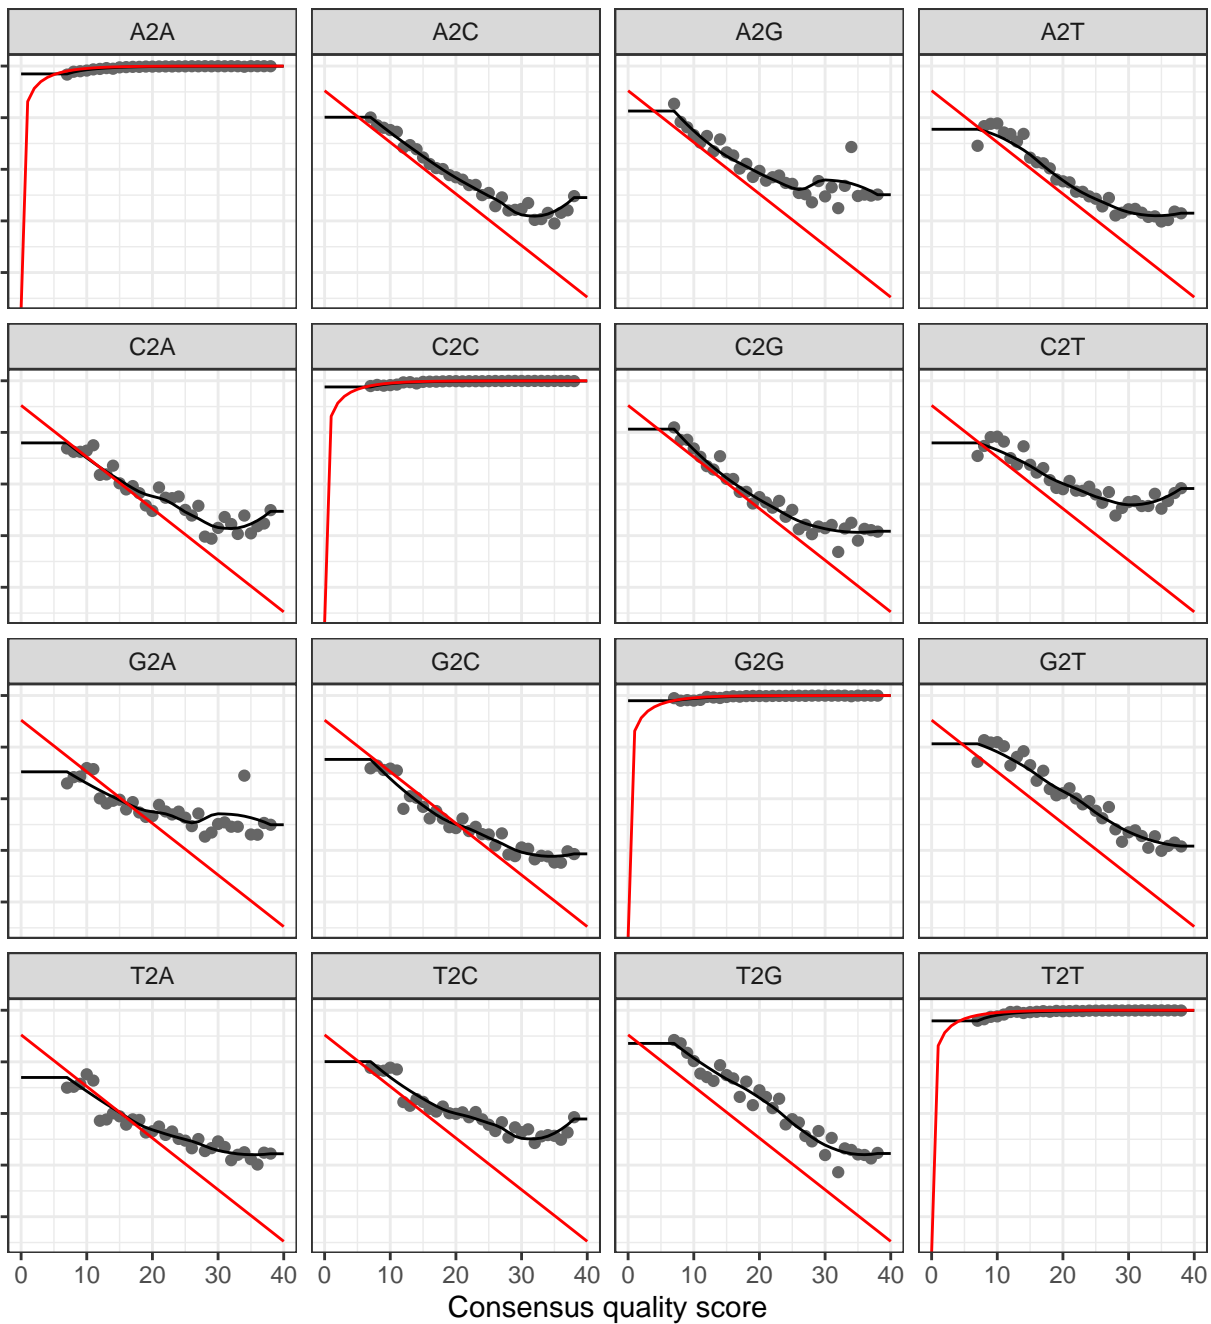 A2A A2C A2G A2T
C2A C2C C2G C2T
G2A G2C G2G G2T
T2A T2C T2G T2T
0 10 20 30 40 0 10 20 30 40 0 10 20 30 40 0 10 20 30 40
Consensus quality score